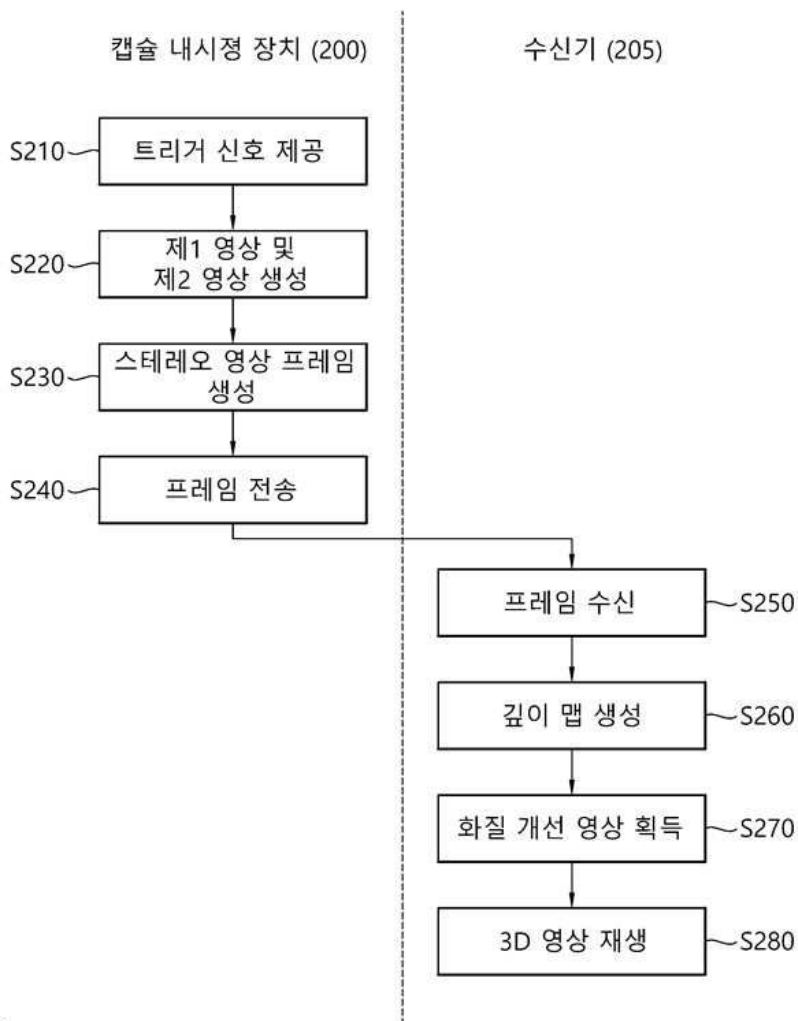 캡슐 내시졍 장치 (200)
수신기 (205)
S210
트리거 신호 제공
S220
제1 영상 및
제2 영상 생성
S230
스테레오 영상 프레임
생성
S240
프레임 전송
프레임 수신
S250
깊이 맵 생성
S260
화질 개선 영상 획득
S270
3D 영상 재생
S280